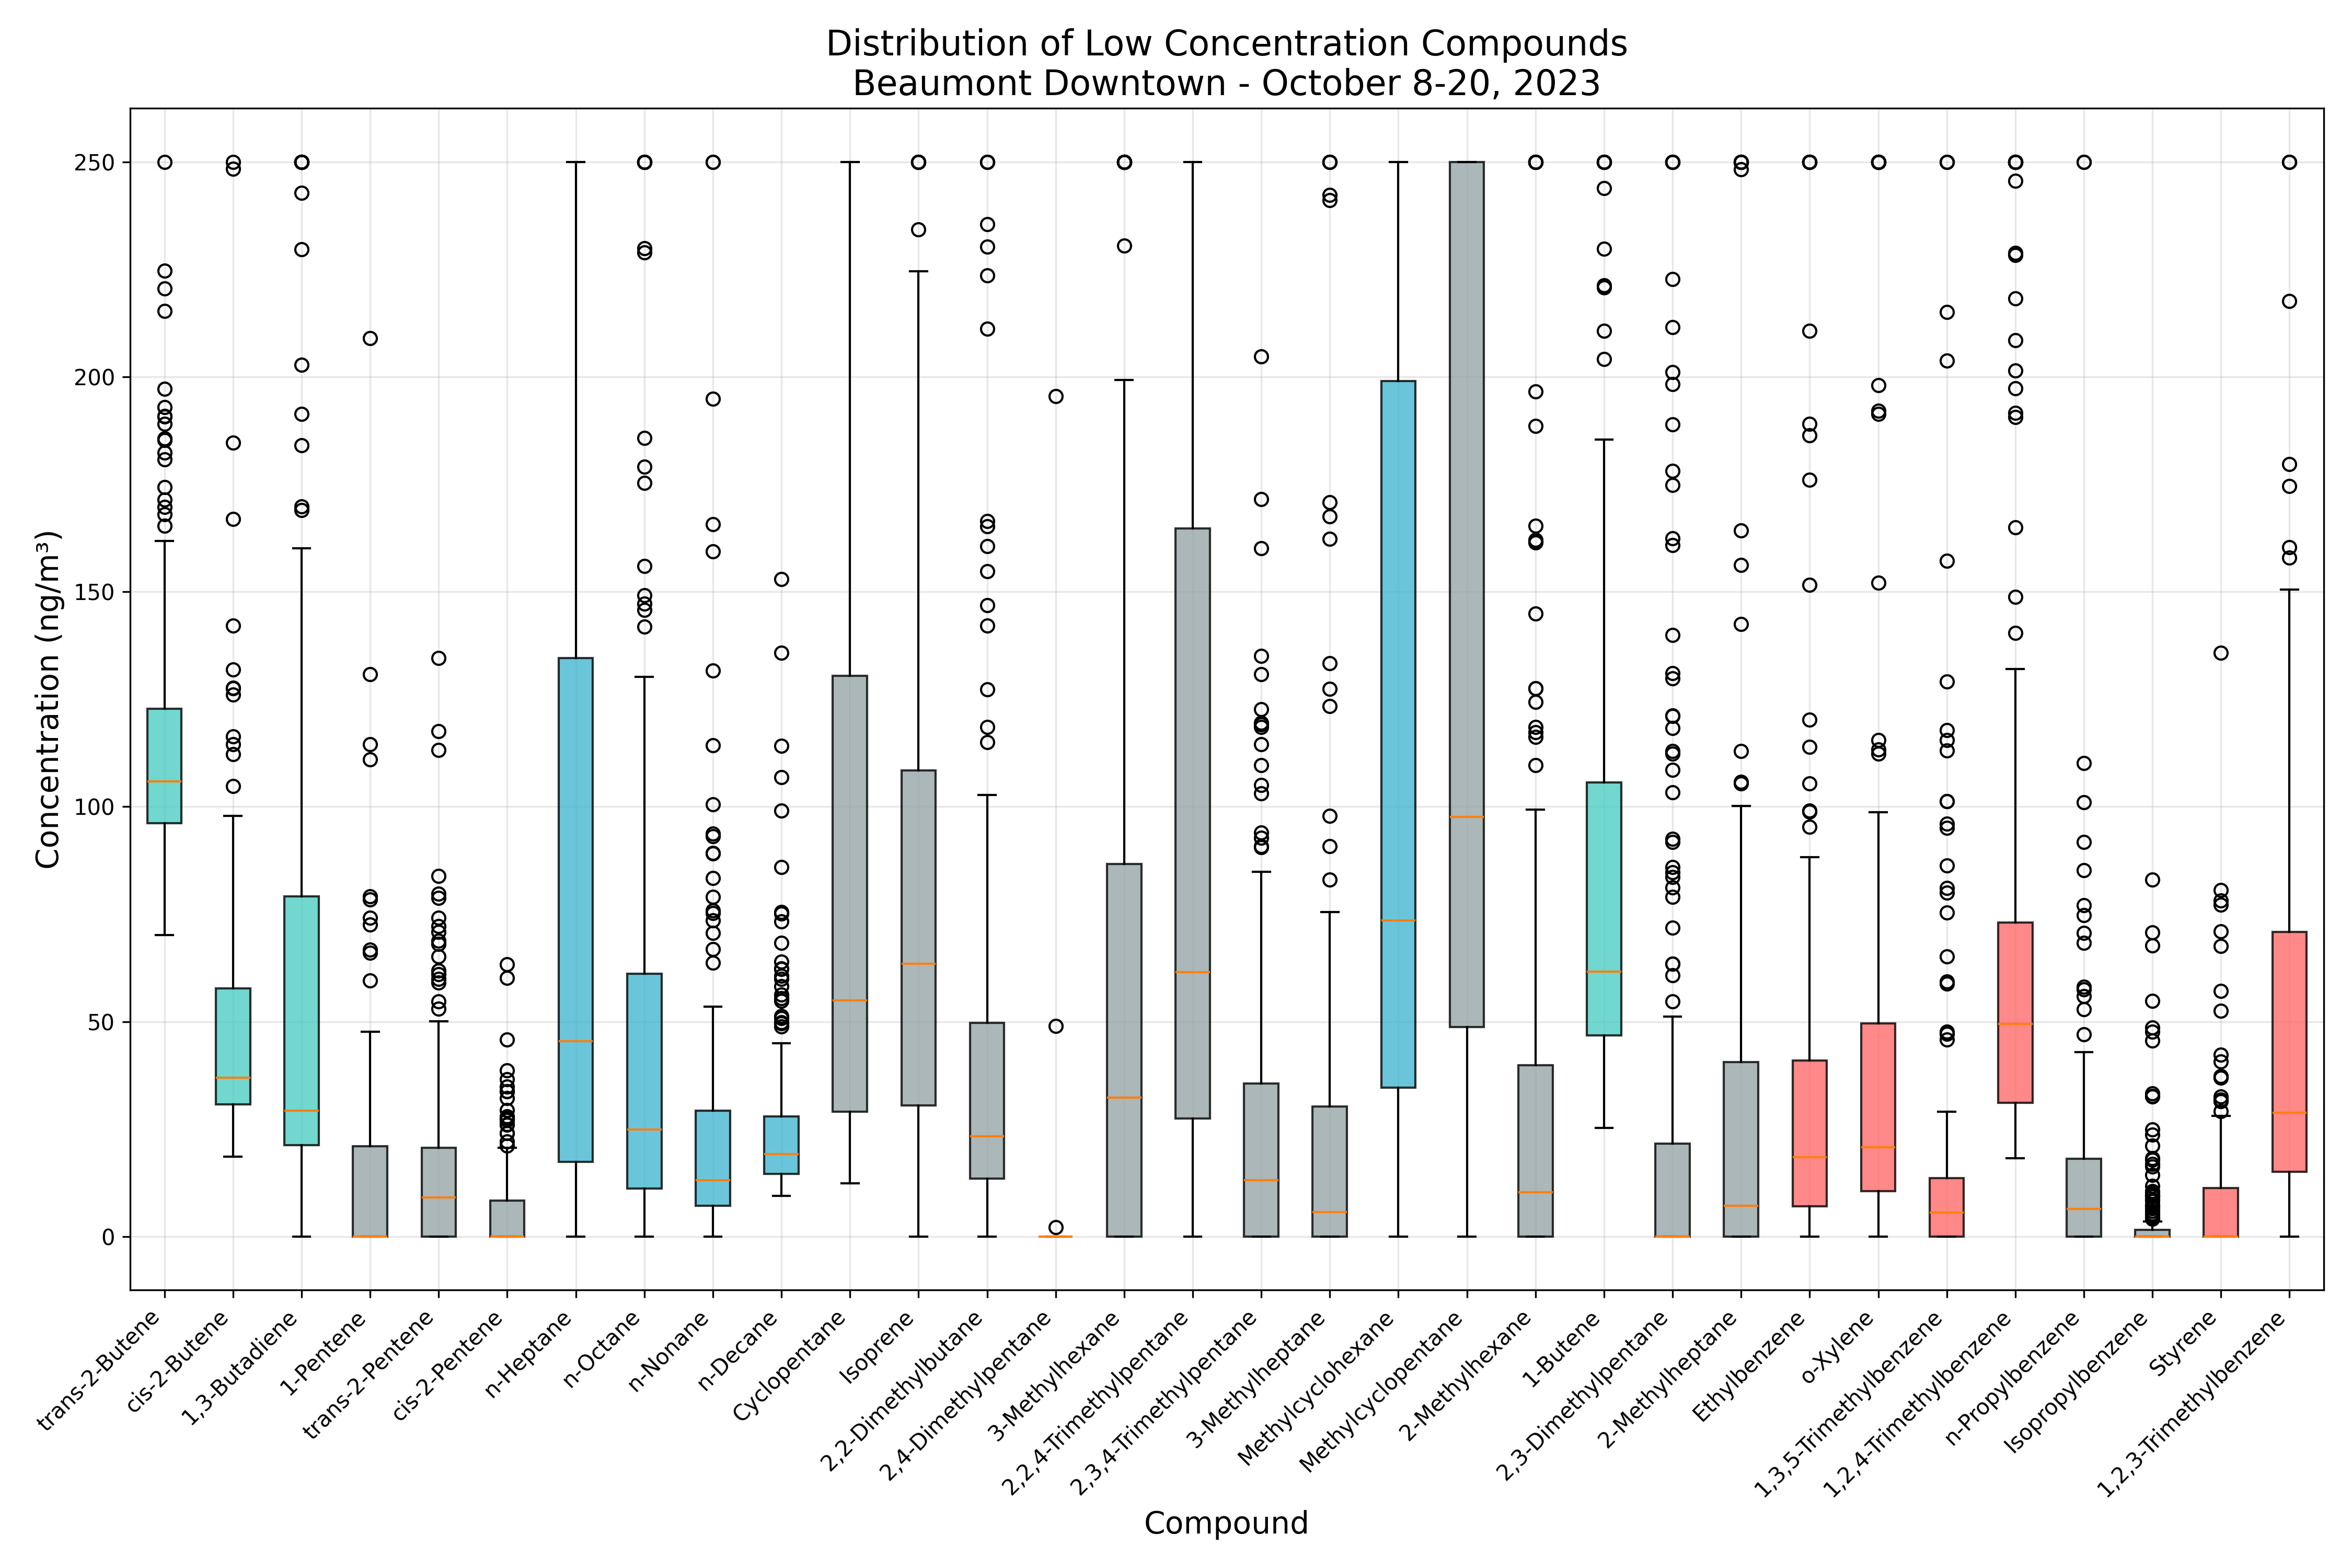 Distribution of Low Concentration Compounds
Beaumont Downtown - October 8-20, 2023
Concentration (ng/m³)
250
200
150
100
50
0
trans-2-Butene
cis-2-Butene
1,3-Butadiene
1-Pentene
trans-2-Pentene
cis-2-Pentene
n-Heptane
n-Octane
n-Nonane
n-Decane
Cyclopentane
Isoprene
2,2-Dimethylbutane
2,4-Dimethylpentane
3-Methylhexane
2,2,4-Trimethylpentane
2,3,4-Trimethylpentane
3-Methylheptane
Methylcyclohexane
Methylcyclopentane
2-Methylhexane
1-Butene
2,3-Dimethylpentane
2-Methylheptane
Ethylbenzene
o-Xylene
1,3,5-Trimethylbenzene
1,2,4-Trimethylbenzene
n-Propylbenzene
Isopropylbenzene
Styrene
1,2,3-Trimethylbenzene
Compound